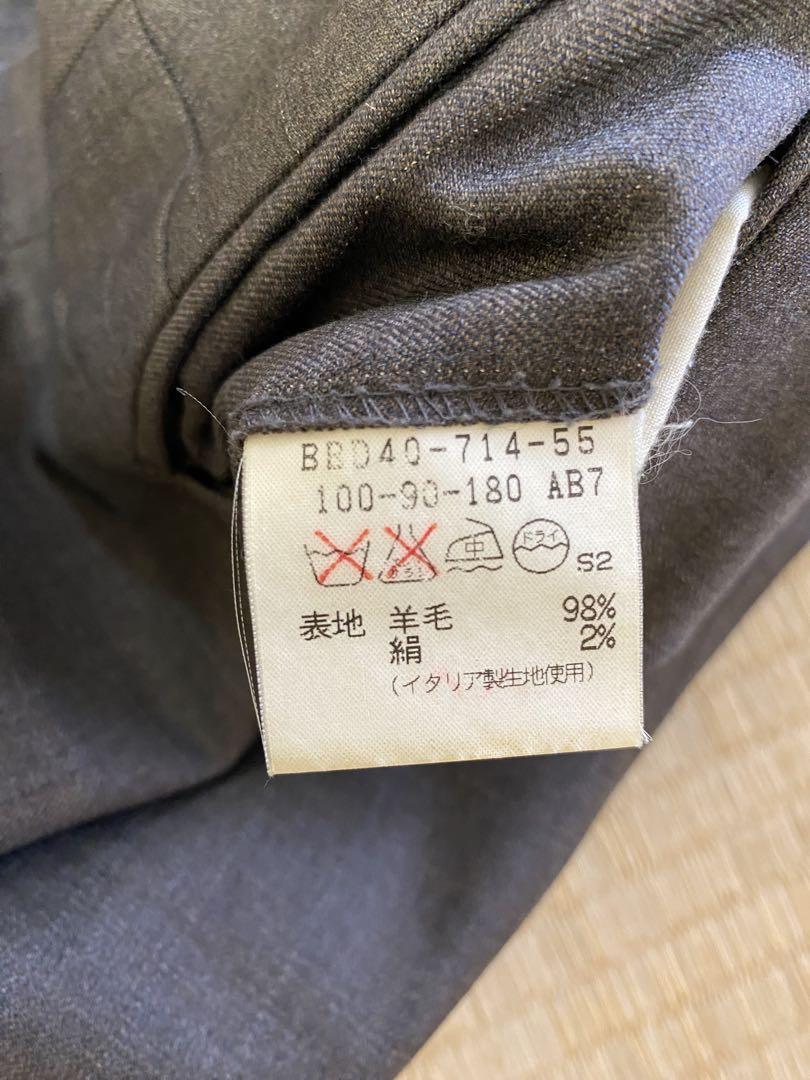 BBD40-714-55
100-90-180 AB7
中 ドライ S2
表地 羊毛 98%
絹 2%
(イタリア製生地使用)